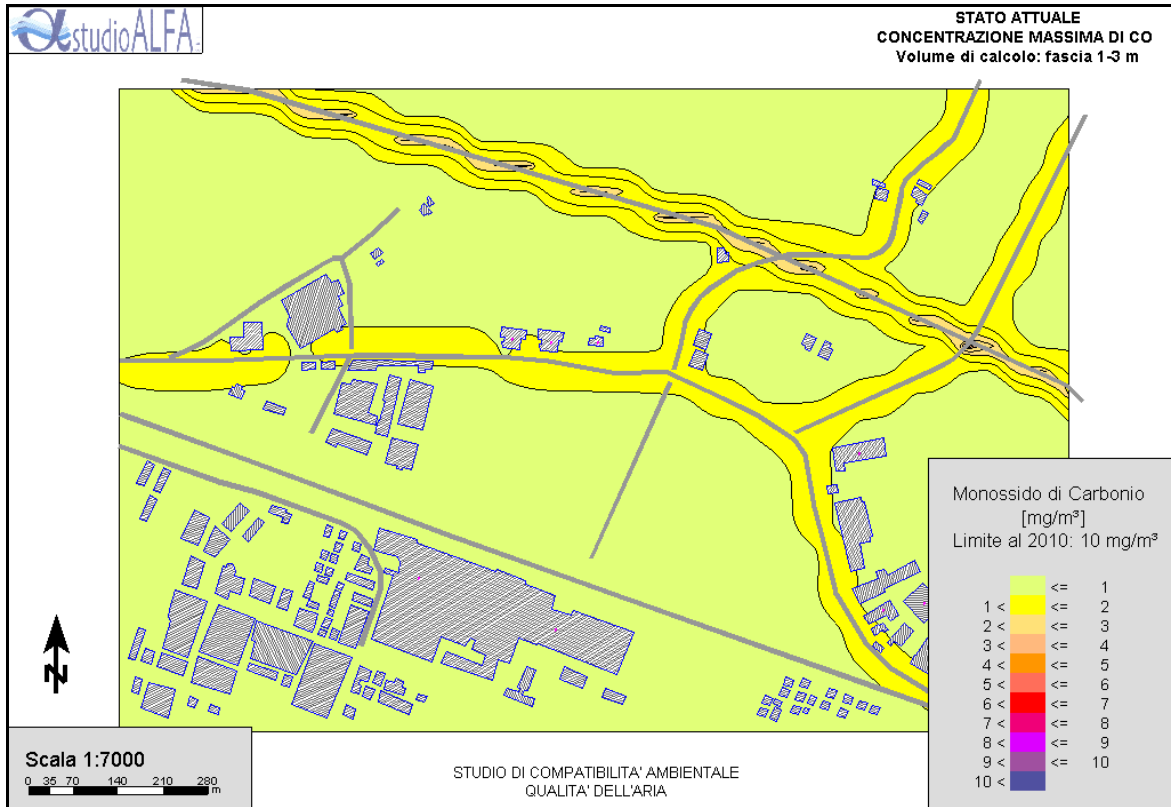 αstudioALFA
STATO ATTUALE
CONCENTRAZIONE MASSIMA DI CO
Volume di calcolo: fascia 1-3 m
Monossido di Carbonio
[mg/m³]
Limite al 2010: 10 mg/m³
<= 1
1 < <= 2
2 < <= 3
3 < <= 4
4 < <= 5
5 < <= 6
6 < <= 7
7 < <= 8
8 < <= 9
9 < <= 10
10 <
N
Scala 1:7000
0 35 70 140 210 280
m
STUDIO DI COMPATIBILITA' AMBIENTALE
QUALITA' DELL'ARIA